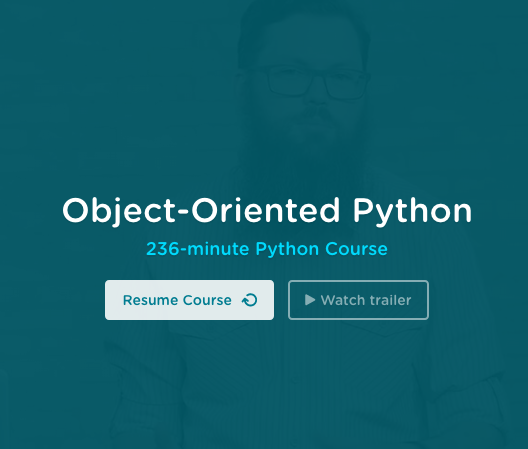 Object-Oriented Python
236-minute Python Course
Resume Course
Watch trailer